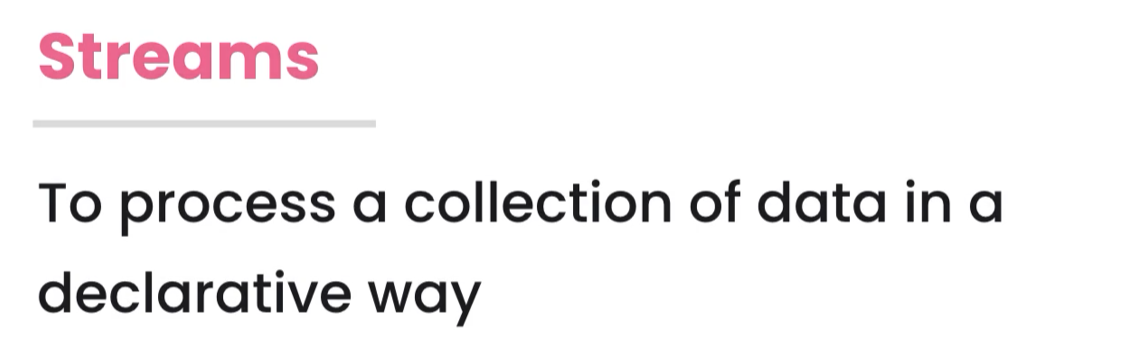 Streams
To process a collection of data in a
declarative way